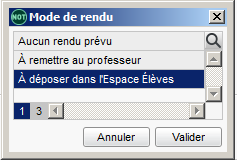 NOT Mode de rendu
Aucun rendu prévu
À remettre au professeur
À déposer dans l'Espace Élèves
1 3
Annuler Valider